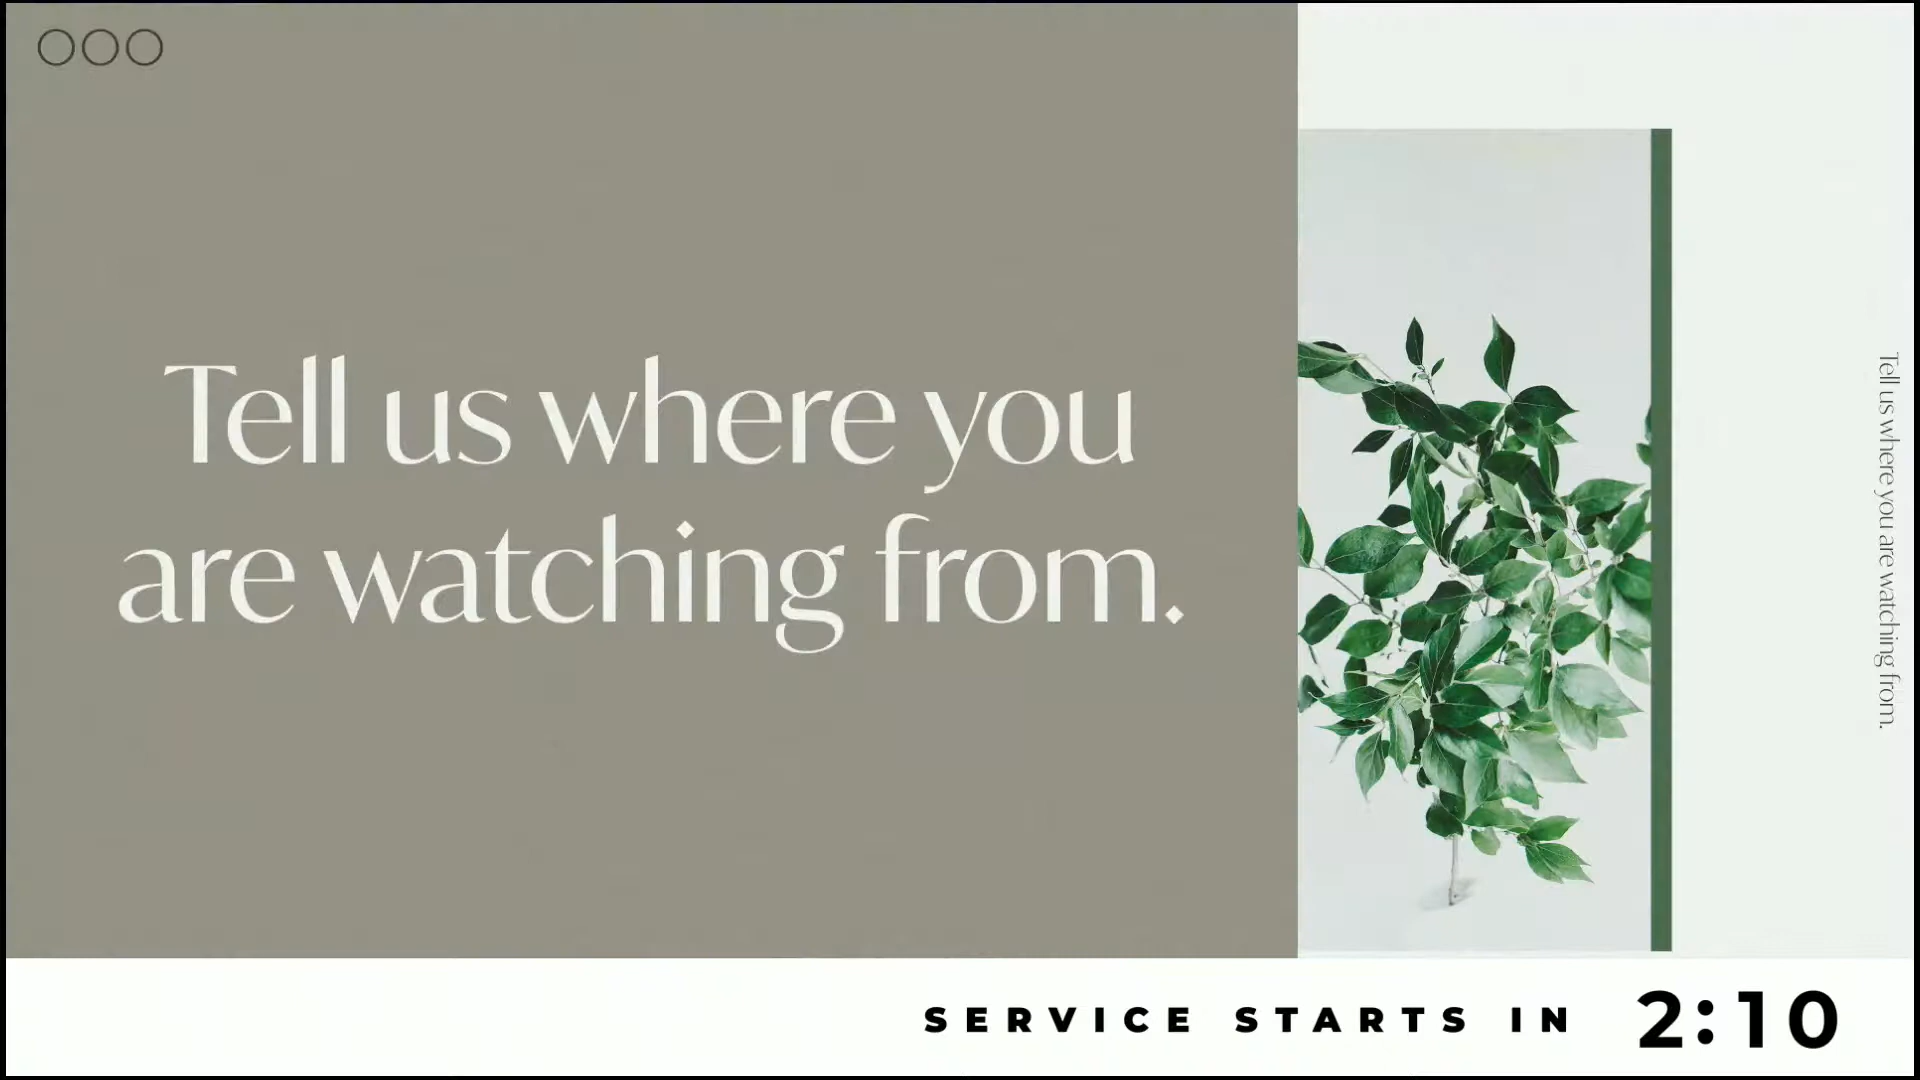 Tell us where you
are watching from.
Tell us where you are watching from.
SERVICE STARTS IN 2:10